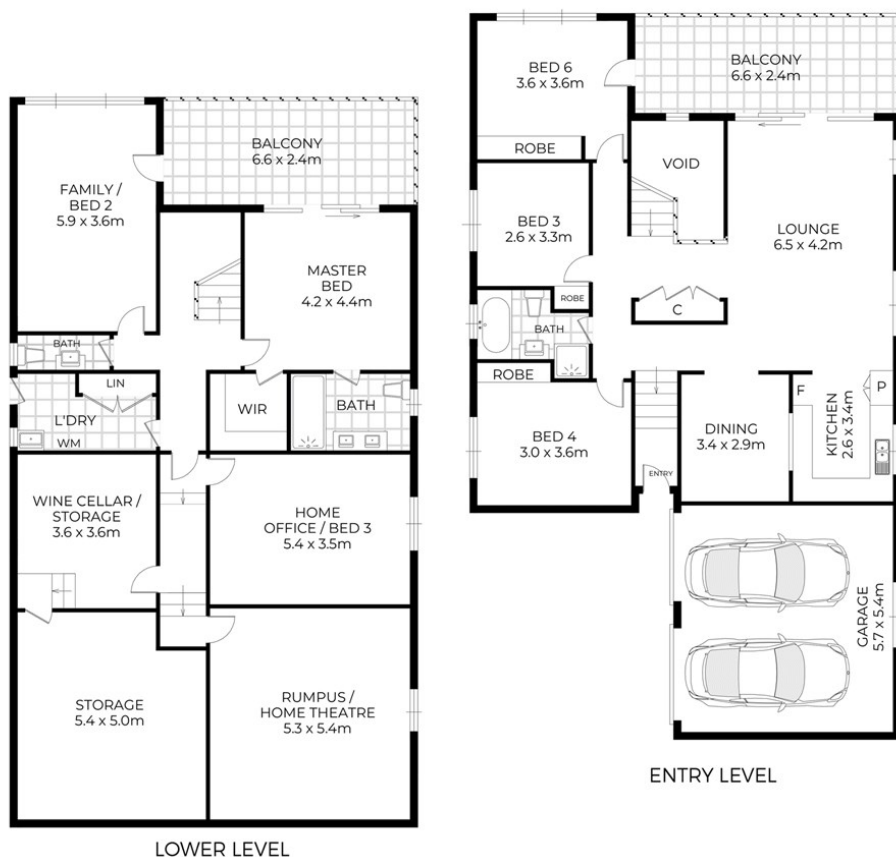 BALCONY
6.6 x 2.4m
FAMILY /
BED 2
5.9 x 3.6m
MASTER
BED
4.2 x 4.4m
BATH
LIN
L'DRY
WM
WIR
BATH
WINE CELLAR /
STORAGE
3.6 x 3.6m
HOME
OFFICE / BED 3
5.4 x 3.5m
STORAGE
5.4 x 5.0m
RUMPUS /
HOME THEATRE
5.3 x 5.4m
LOWER LEVEL
BED 6
3.6 x 3.6m
BALCONY
6.6 x 2.4m
ROBE
VOID
BED 3
2.6 x 3.3m
LOUNGE
6.5 x 4.2m
ROBE
C
BATH
ROBE
F
P
KITCHEN
2.6 x 3.4m
DINING
3.4 x 2.9m
BED 4
3.0 x 3.6m
ENTRY
GARAGE
5.7 x 5.4m
ENTRY LEVEL